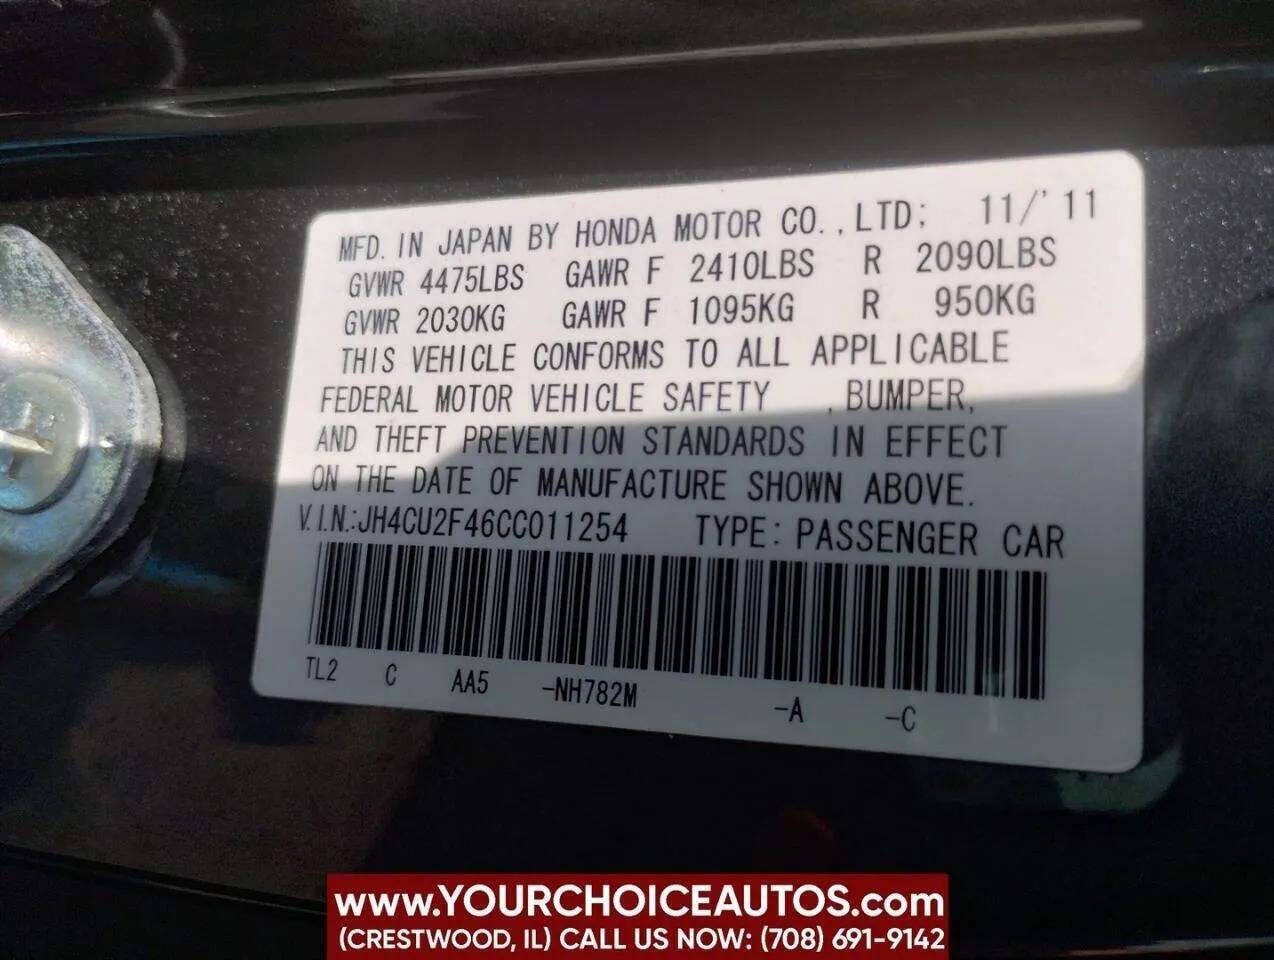 MFD. IN JAPAN BY HONDA MOTOR CO., LTD; 11/'11
GVWR 4475LBS GAWR F 2410LBS R 2090LBS
GVWR 2030KG GAWR F 1095KG R 950KG
THIS VEHICLE CONFORMS TO ALL APPLICABLE
FEDERAL MOTOR VEHICLE SAFETY , BUMPER,
AND THEFT PREVENTION STANDARDS IN EFFECT
ON THE DATE OF MANUFACTURE SHOWN ABOVE.
V.I.N.:JH4CU2F46CC011254 TYPE: PASSENGER CAR
TL2 C AA5 -NH782M -A -C
www.YOURCHOICEAUTOS.com
(CRESTWOOD, IL) CALL US NOW: (708) 691-9142